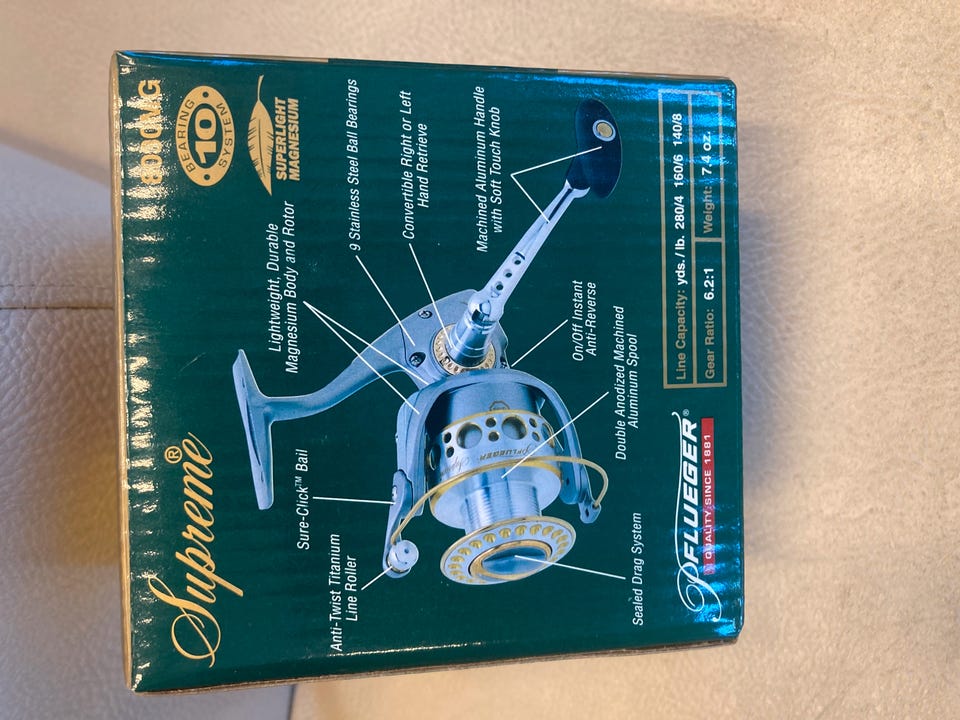 Supreme®
10
BEARING
SYSTEM
SUPERLIGHT
MAGNESIUM
Lightweight, Durable
Magnesium Body and Rotor
9 Stainless Steel Ball Bearings
Convertible Right or Left
Hand Retrieve
Machined Aluminum Handle
with Soft Touch Knob
Sure-Click™ Bail
Anti-Twist Titanium
Line Roller
On/Off Instant
Anti-Reverse
Double Anodized Machined
Aluminum Spool
Sealed Drag System
PFLUEGER
PFLUEGER®
QUALITY SINCE 1881
Line Capacity: yds. / lb. 280/4 160/6 140/8
Gear Ratio: 6.2:1 Weight: 7.4 oz.